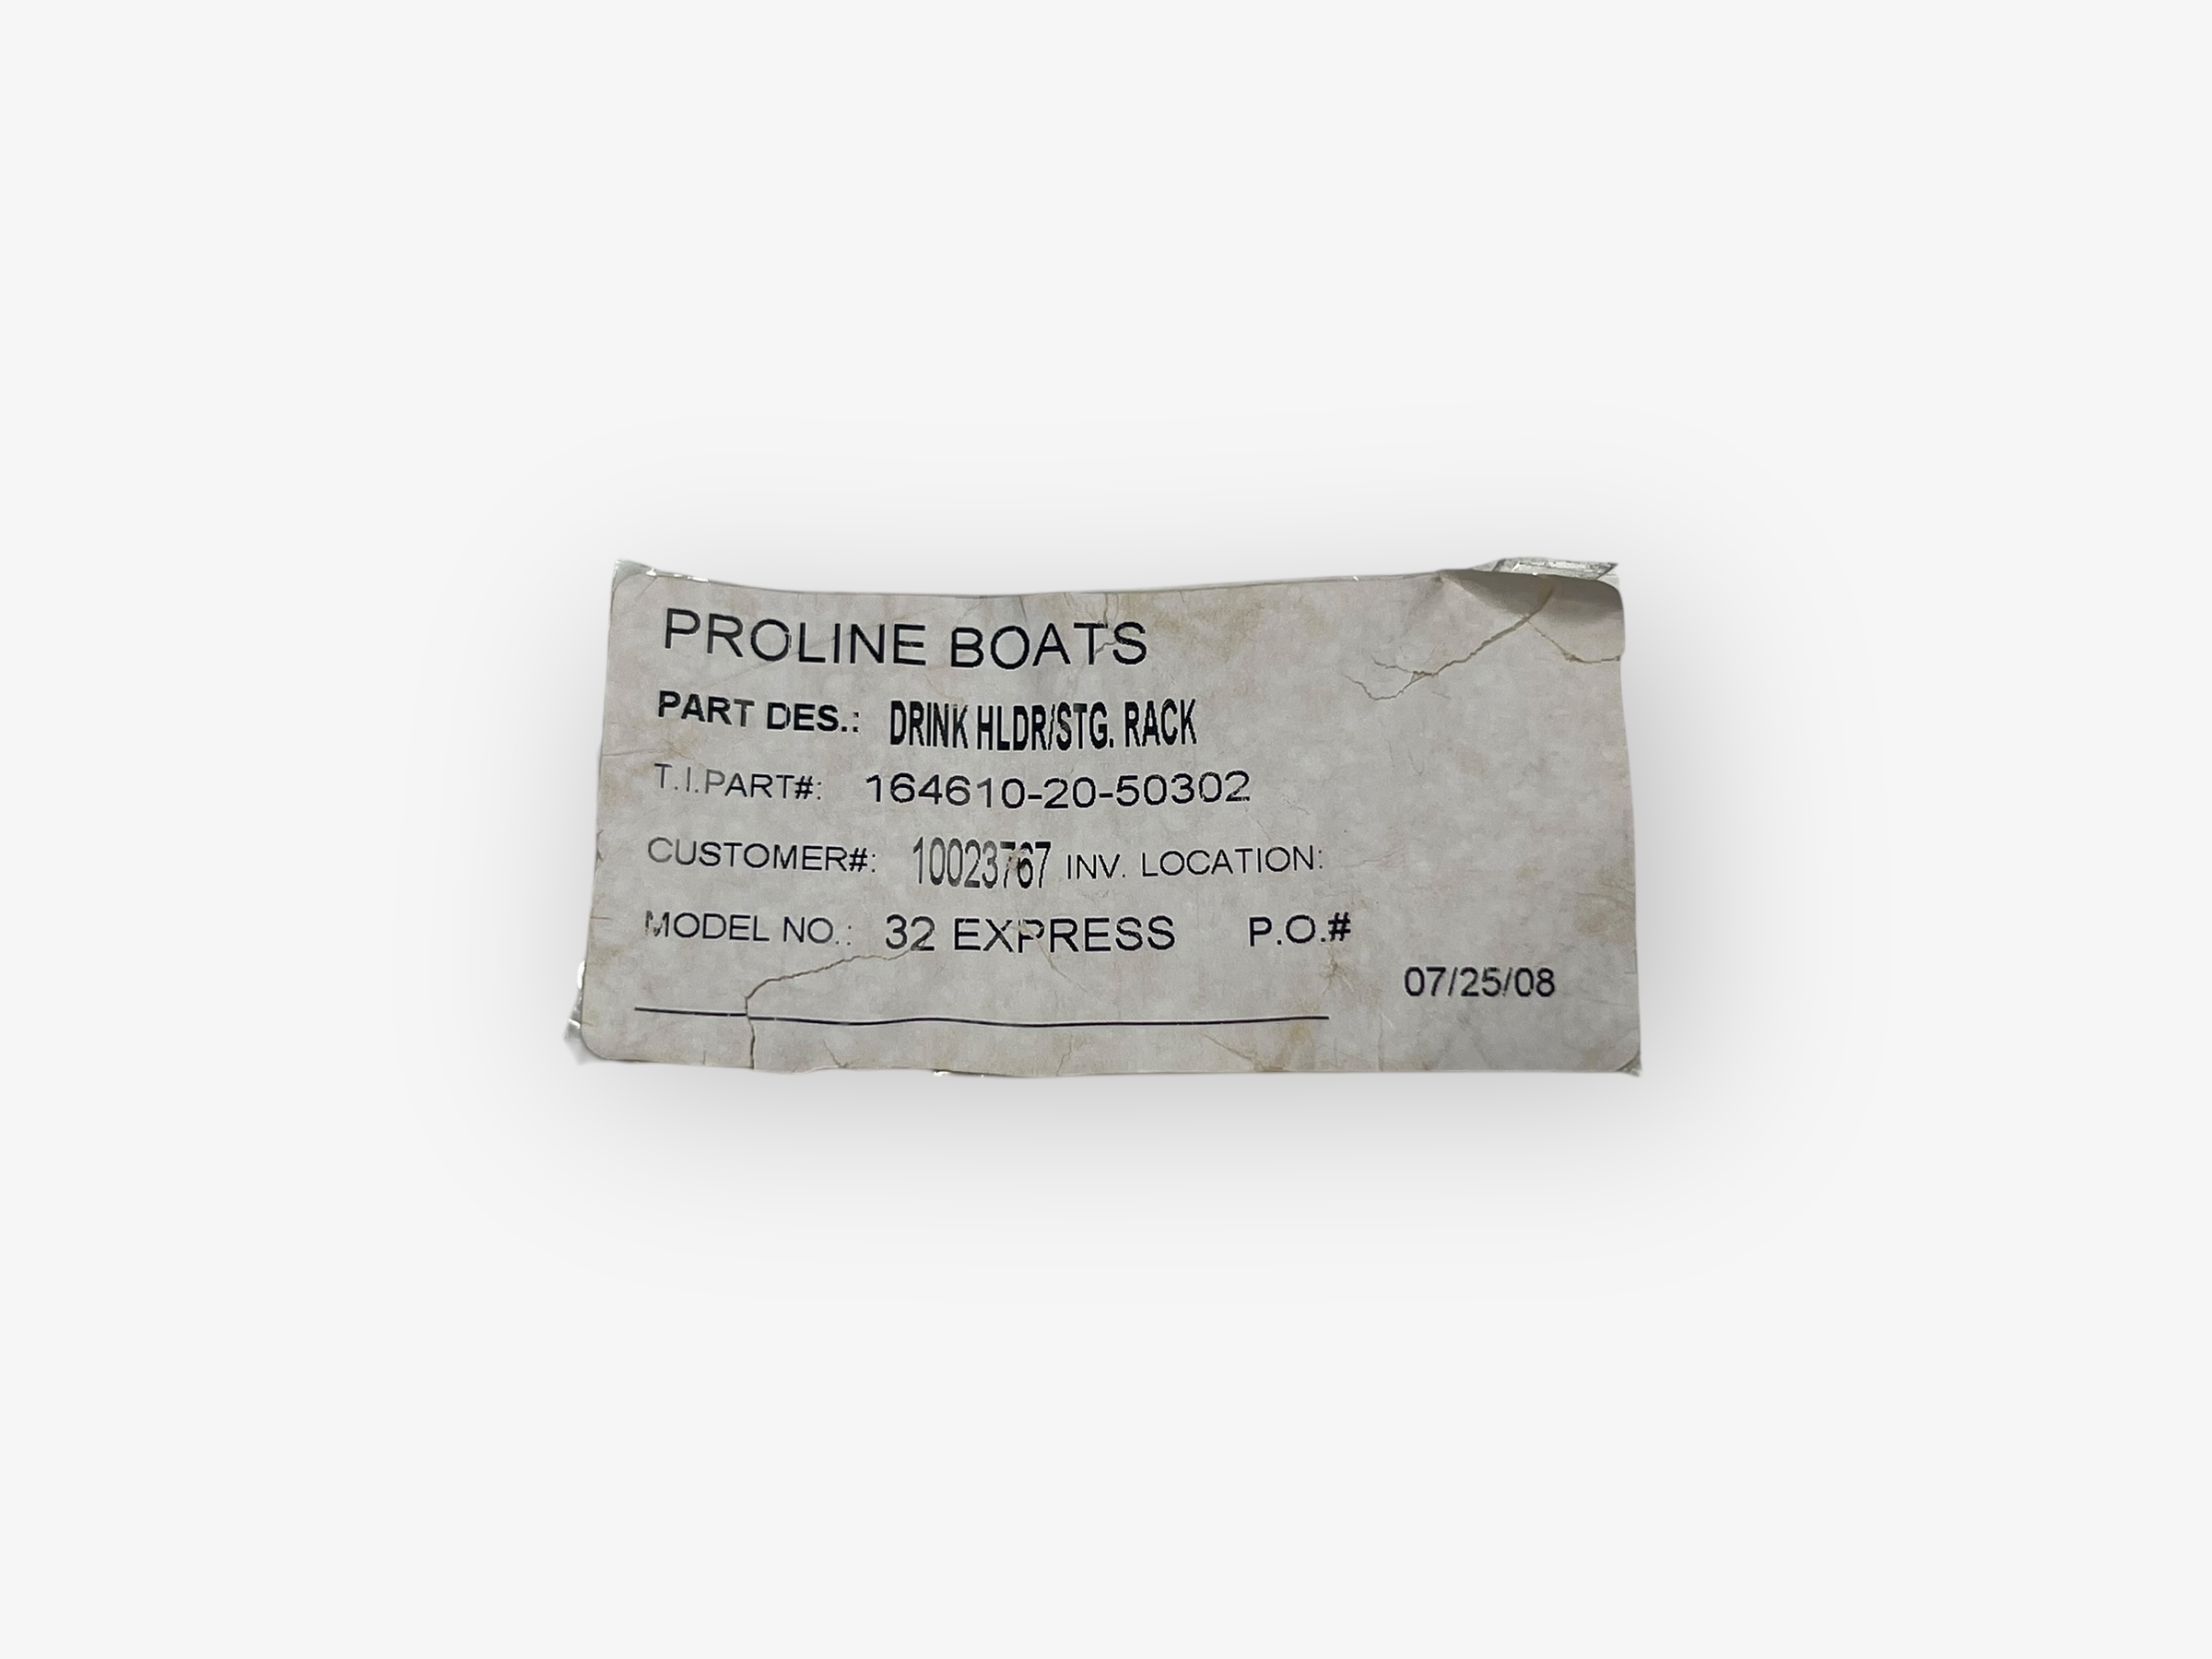 PROLINE BOATS
PART DES.: DRINK HLDR/STG. RACK
T.I.PART#: 164610-20-50302
CUSTOMER#: 10023767 INV. LOCATION:
MODEL NO.: 32 EXPRESS P.O.#
07/25/08